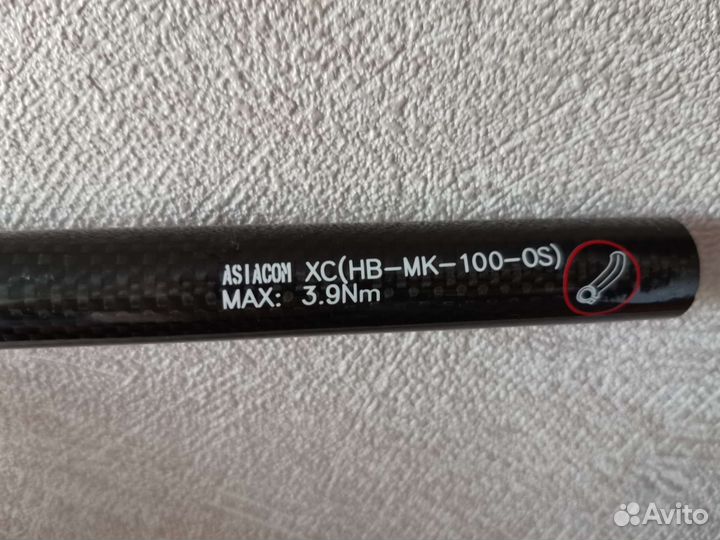 ASIACOM XC(HB-MK-100-OS)
MAX: 3.9Nm
Avito